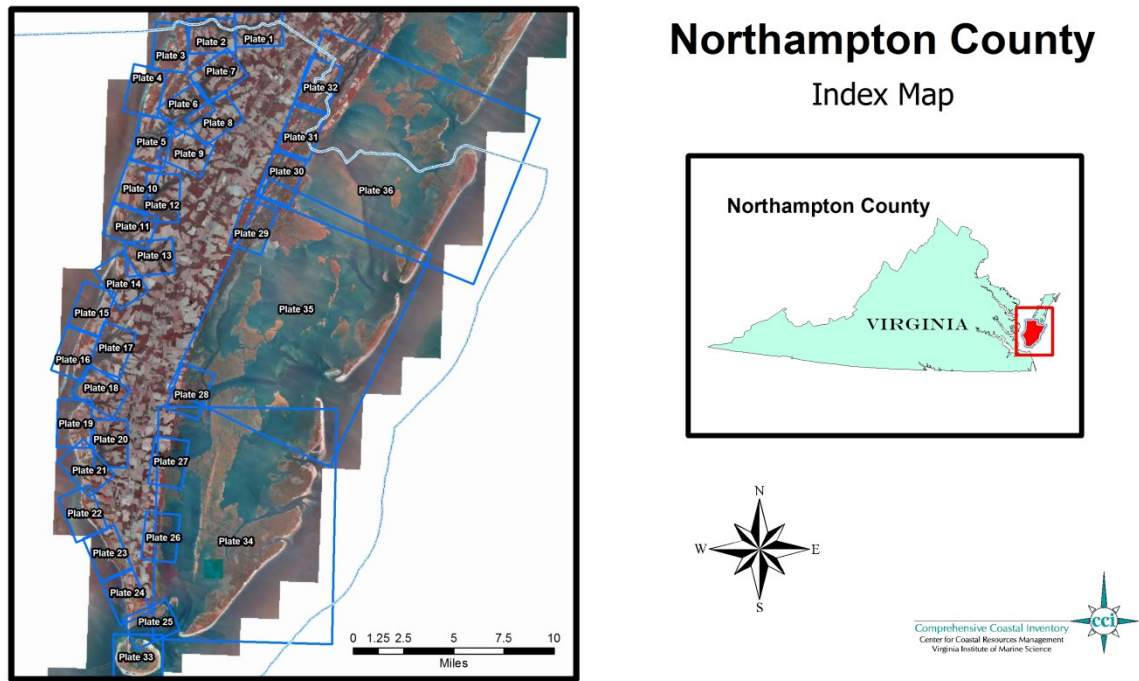 Northampton County
Index Map
Plate 1
Plate 2
Plate 3
Plate 4
Plate 7
Plate 6
Plate 8
Plate 5
Plate 9
Plate 10
Plate 12
Plate 11
Plate 13
Plate 14
Plate 15
Plate 17
Plate 16
Plate 18
Plate 19
Plate 20
Plate 21
Plate 22
Plate 23
Plate 24
Plate 25
Plate 33
Plate 32
Plate 31
Plate 30
Plate 36
Plate 29
Plate 35
Plate 28
Plate 27
Plate 26
Plate 34
0 1.25 2.5 5 7.5 10
Miles
Northampton County
VIRGINIA
N
W E
S
Comprehensive Coastal Inventory
Center for Coastal Resources Management
Virginia Institute of Marine Science
cci